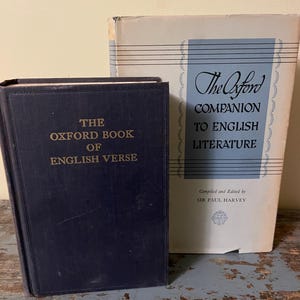 THE
OXFORD BOOK
OF
ENGLISH VERSE
The Oxford
COMPANION
TO ENGLISH
LITERATURE
Compiled and Edited by
SIR PAUL HARVEY